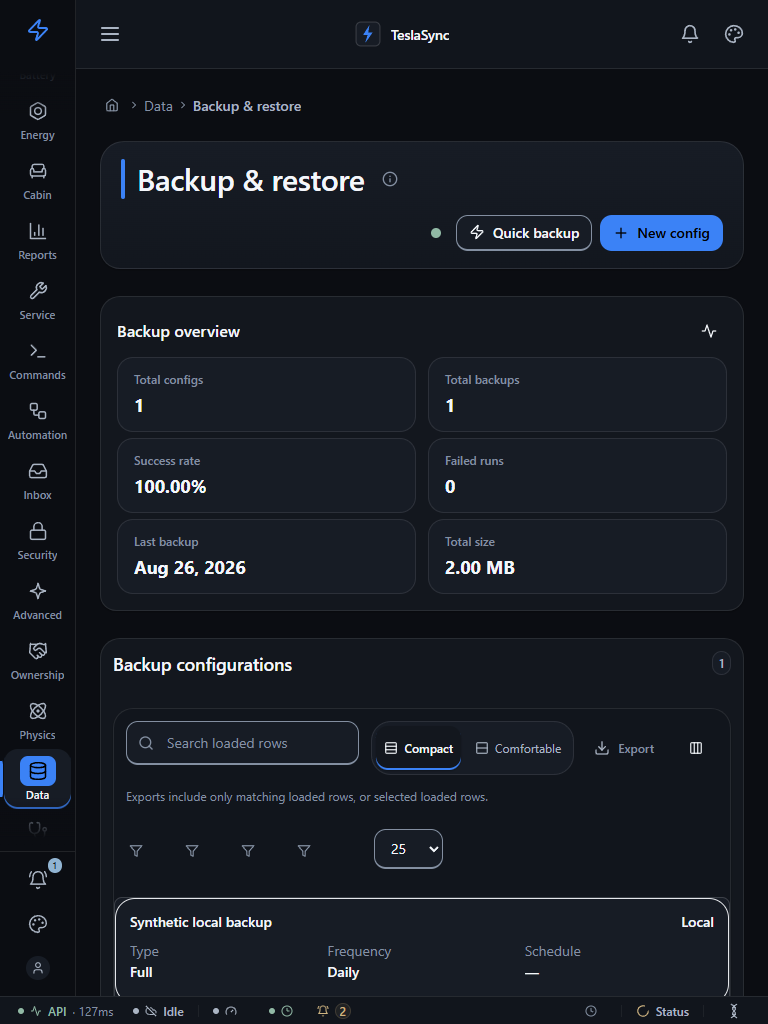 TeslaSync
Battery
Energy
Cabin
Reports
Service
Commands
Automation
Inbox
Security
Advanced
Ownership
Physics
Data
1
Data
Backup & restore
Backup & restore
Quick backup
New config
Backup overview
Total configs
1
Total backups
1
Success rate
100.00%
Failed runs
0
Last backup
Aug 26, 2026
Total size
2.00 MB
Backup configurations
1
Search loaded rows
Compact
Comfortable
Export
Exports include only matching loaded rows, or selected loaded rows.
25
Synthetic local backup
Local
Type
Frequency
Schedule
Full
Daily
—
API · 127ms
Idle
2
Status